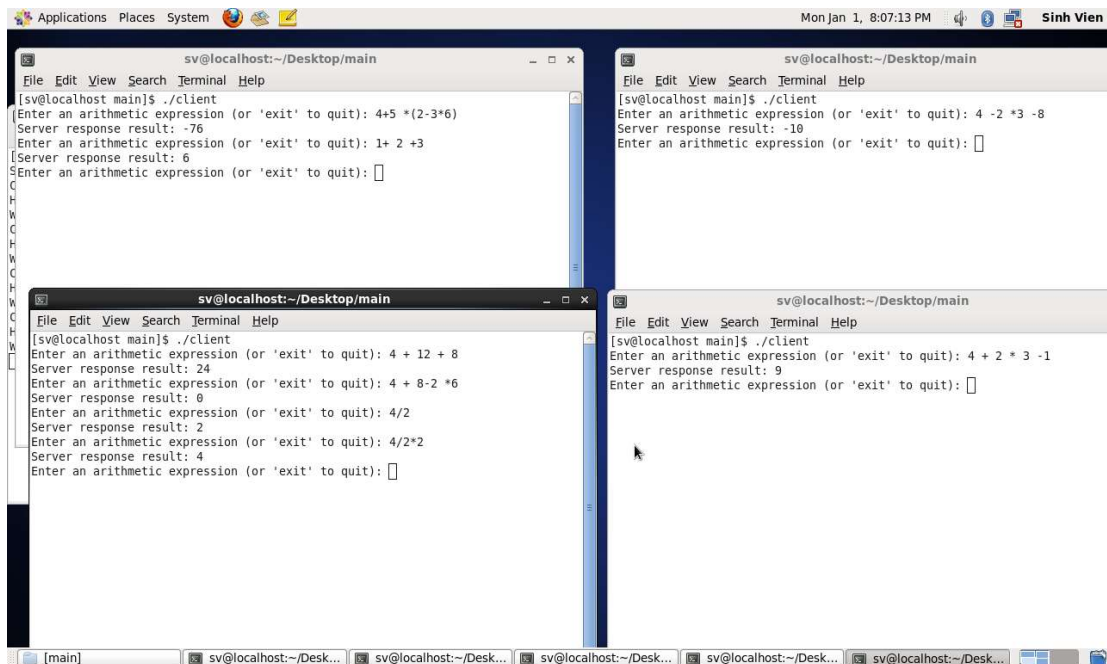 Applications Places System Mon Jan 1, 8:07:13 PM Sinh Vien
sv@localhost:~/Desktop/main
File Edit View Search Terminal Help
[sv@localhost main]$ ./client
Enter an arithmetic expression (or 'exit' to quit): 4+5 *(2-3*6)
Server response result: -76
Enter an arithmetic expression (or 'exit' to quit): 1+ 2 +3
Server response result: 6
Enter an arithmetic expression (or 'exit' to quit):
sv@localhost:~/Desktop/main
File Edit View Search Terminal Help
[sv@localhost main]$ ./client
Enter an arithmetic expression (or 'exit' to quit): 4 -2 *3 -8
Server response result: -10
Enter an arithmetic expression (or 'exit' to quit):
sv@localhost:~/Desktop/main
File Edit View Search Terminal Help
[sv@localhost main]$ ./client
Enter an arithmetic expression (or 'exit' to quit): 4 + 12 + 8
Server response result: 24
Enter an arithmetic expression (or 'exit' to quit): 4 + 8-2 *6
Server response result: 0
Enter an arithmetic expression (or 'exit' to quit): 4/2
Server response result: 2
Enter an arithmetic expression (or 'exit' to quit): 4/2*2
Server response result: 4
Enter an arithmetic expression (or 'exit' to quit):
sv@localhost:~/Desktop/main
File Edit View Search Terminal Help
[sv@localhost main]$ ./client
Enter an arithmetic expression (or 'exit' to quit): 4 + 2 * 3 -1
Server response result: 9
Enter an arithmetic expression (or 'exit' to quit):
[main] sv@localhost:~/Desk... sv@localhost:~/Desk... sv@localhost:~/Desk... sv@localhost:~/Desk... sv@localhost:~/Desk...